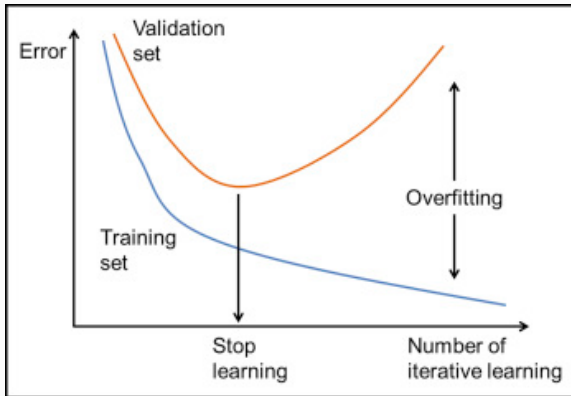 Validation
set
Error
Overfitting
Training
set
Stop
learning
Number of
iterative learning